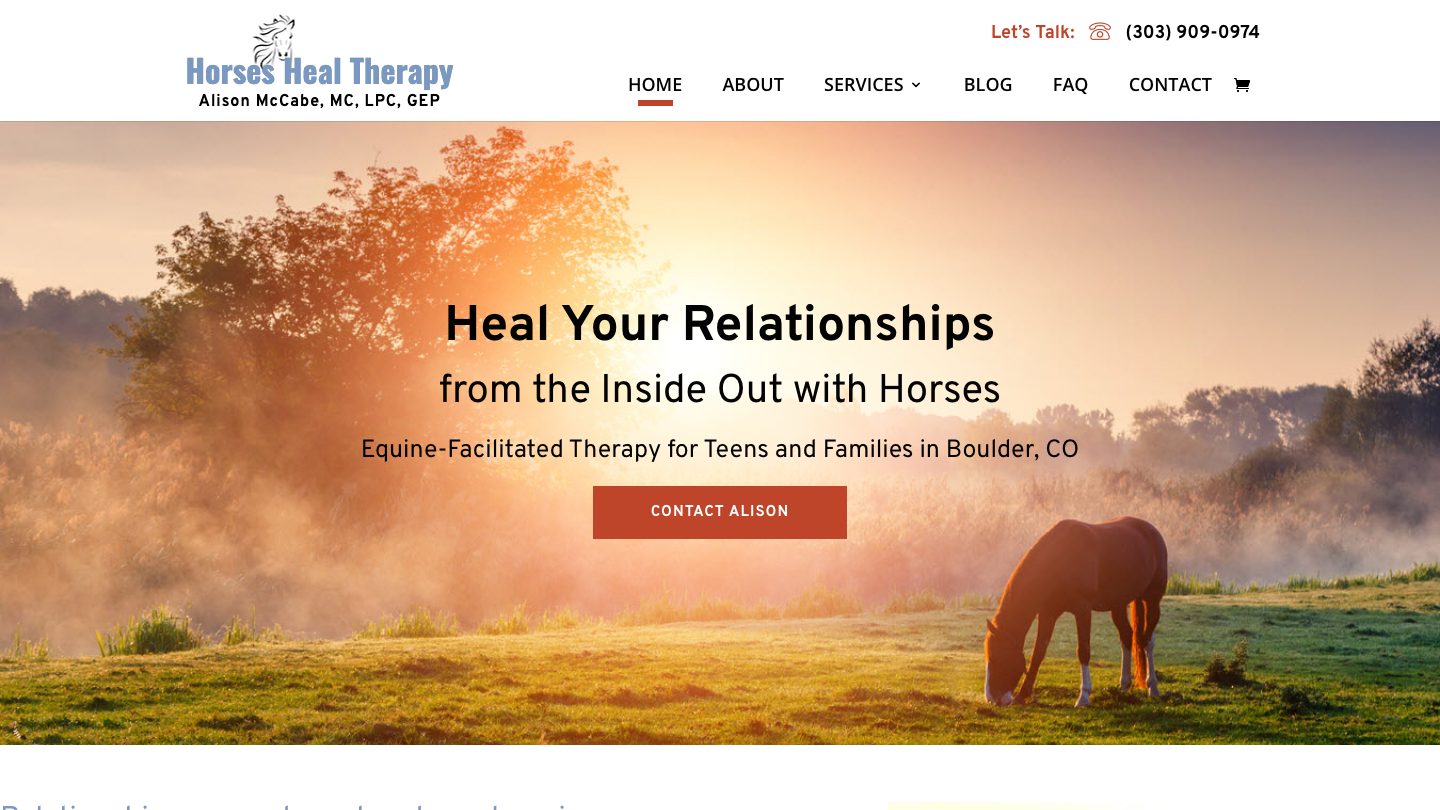 Let's Talk: (303) 909-0974
Horses Heal Therapy
Alison McCabe, MC, LPC, GEP
HOME ABOUT SERVICES BLOG FAQ CONTACT
Heal Your Relationships
from the Inside Out with Horses
Equine-Facilitated Therapy for Teens and Families in Boulder, CO
CONTACT ALISON